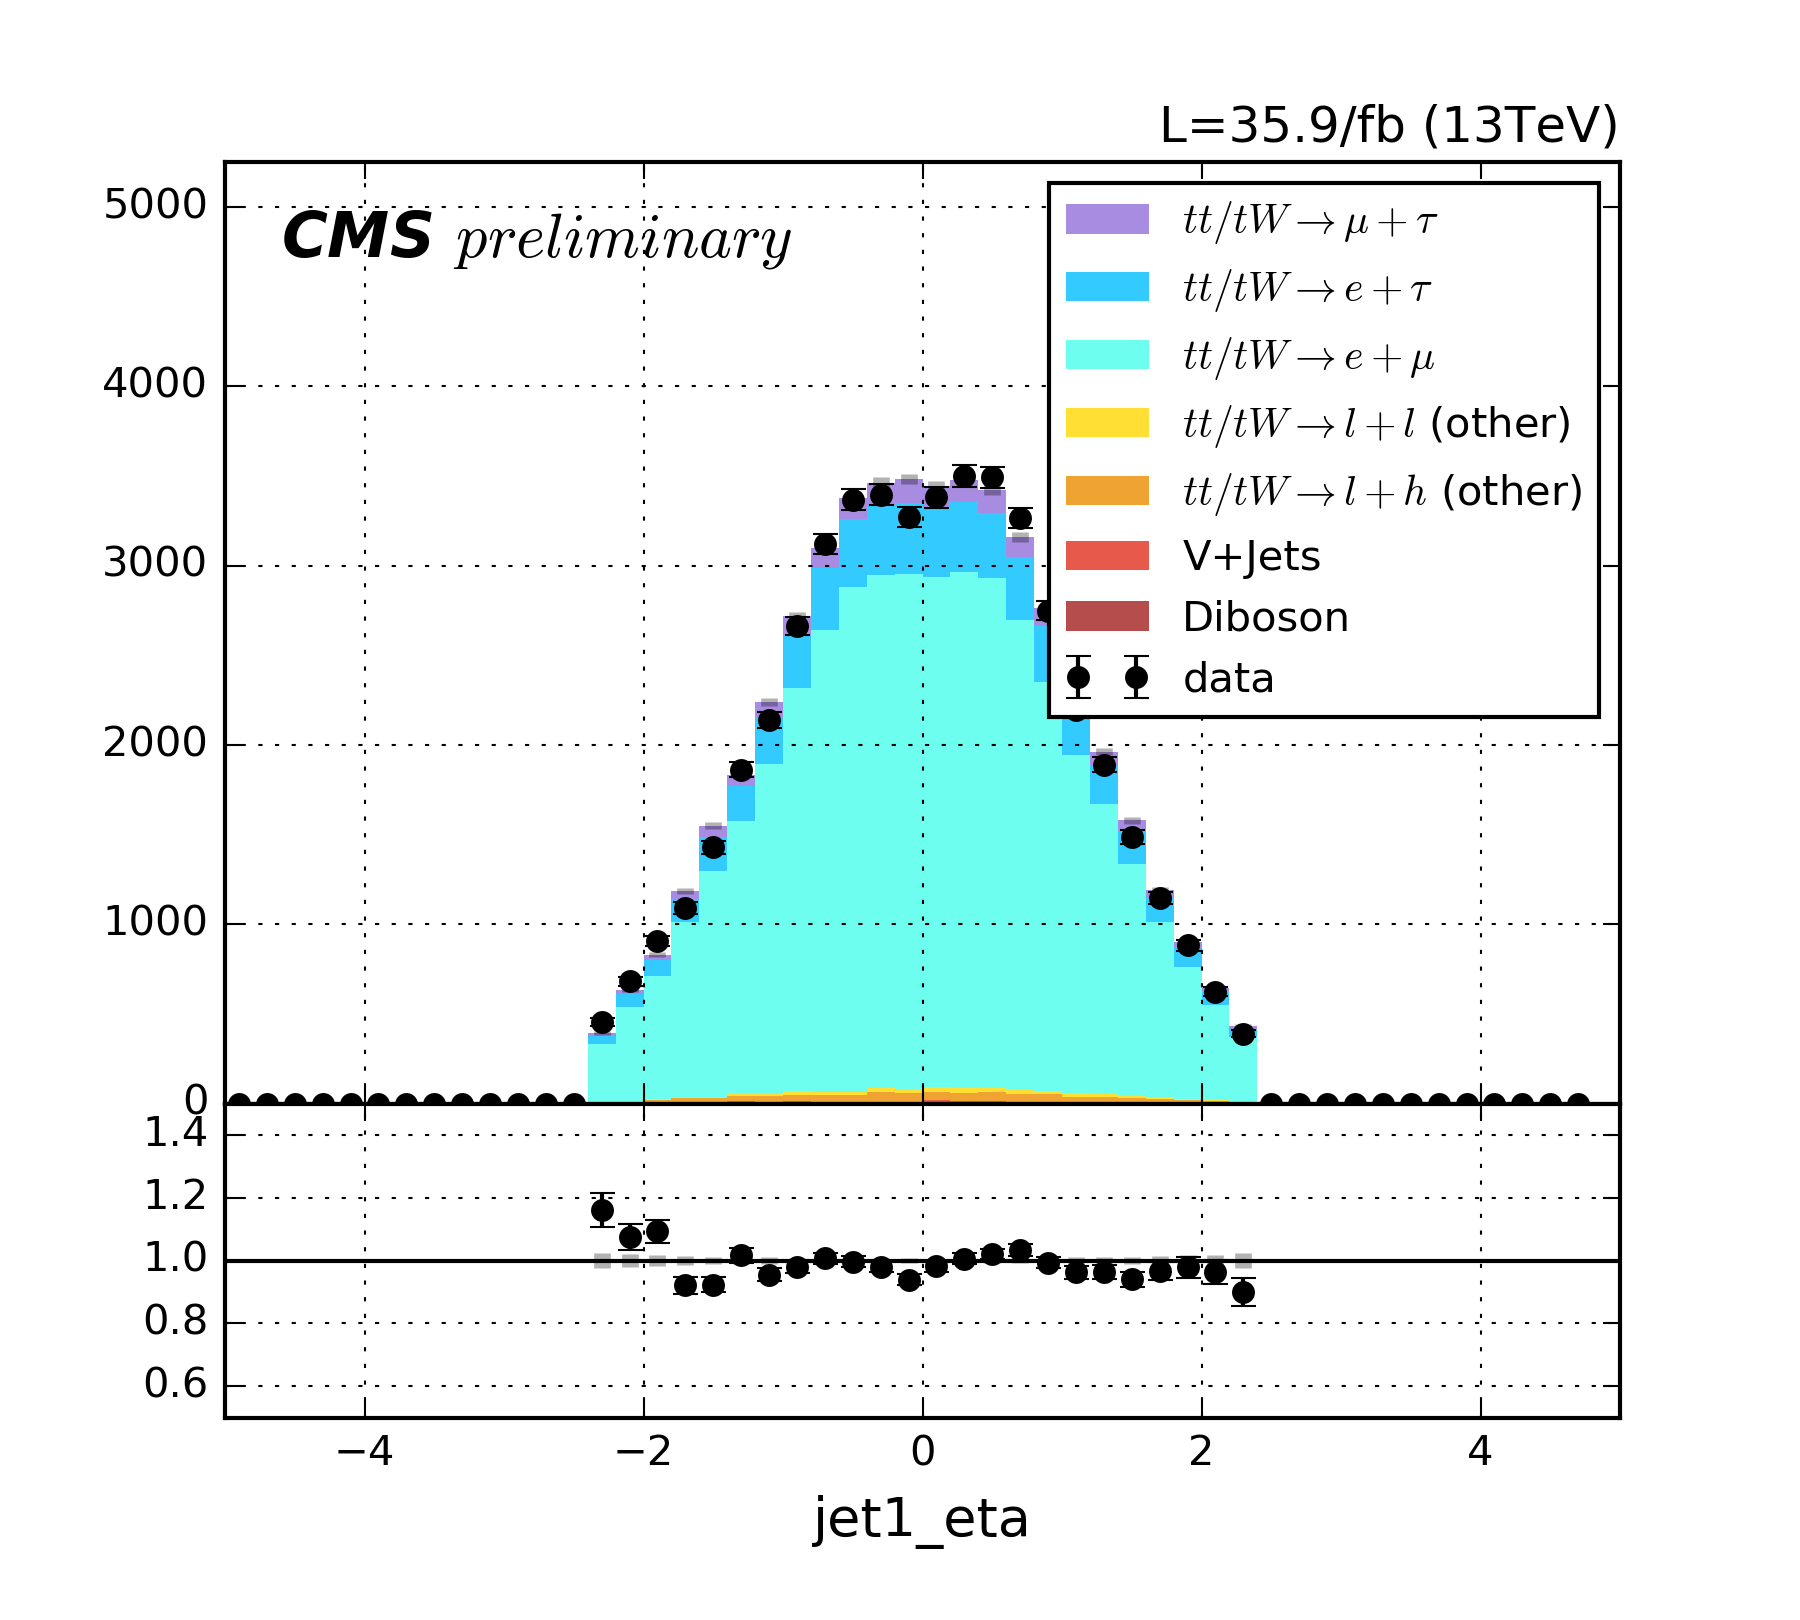 L=35.9/fb (13TeV)
CMS preliminary
5000
4000
3000
2000
1000
0
tt/tW→μ+τ
tt/tW→e+τ
tt/tW→e+μ
tt/tW→l+l (other)
tt/tW→l+h (other)
V+Jets
Diboson
data
1.4
1.2
1.0
0.8
0.6
−4 −2 0 2 4
jet1_eta